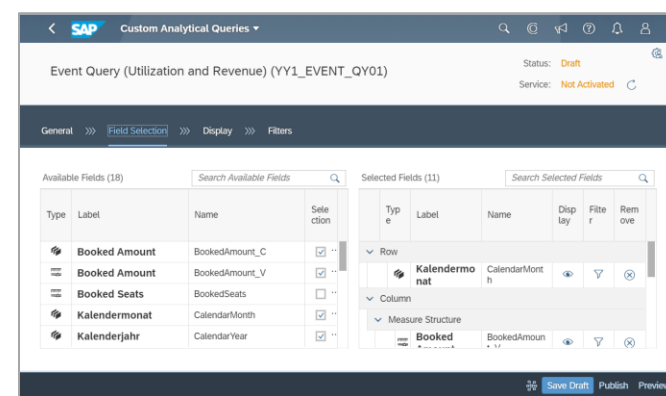 SAP Custom Analytical Queries
Event Query (Utilization and Revenue) (YY1_EVENT_QY01)
Status: Draft
Service: Not Activated
General Field Selection Display Filters
Available Fields (18) Search Available Fields
Type Label Name Sele
ction
Booked Amount BookedAmount_C
Booked Amount BookedAmount_V
Booked Seats BookedSeats
Kalendermonat CalendarMonth
Kalenderjahr CalendarYear
Selected Fields (11) Search Selected Fields
Typ
e Label Name Disp
lay Filte
r Rem
ove
Row
Kalendermo
nat CalendarMont
h
Column
Measure Structure
Booked BookedAmoun
Save Draft Publish Preview